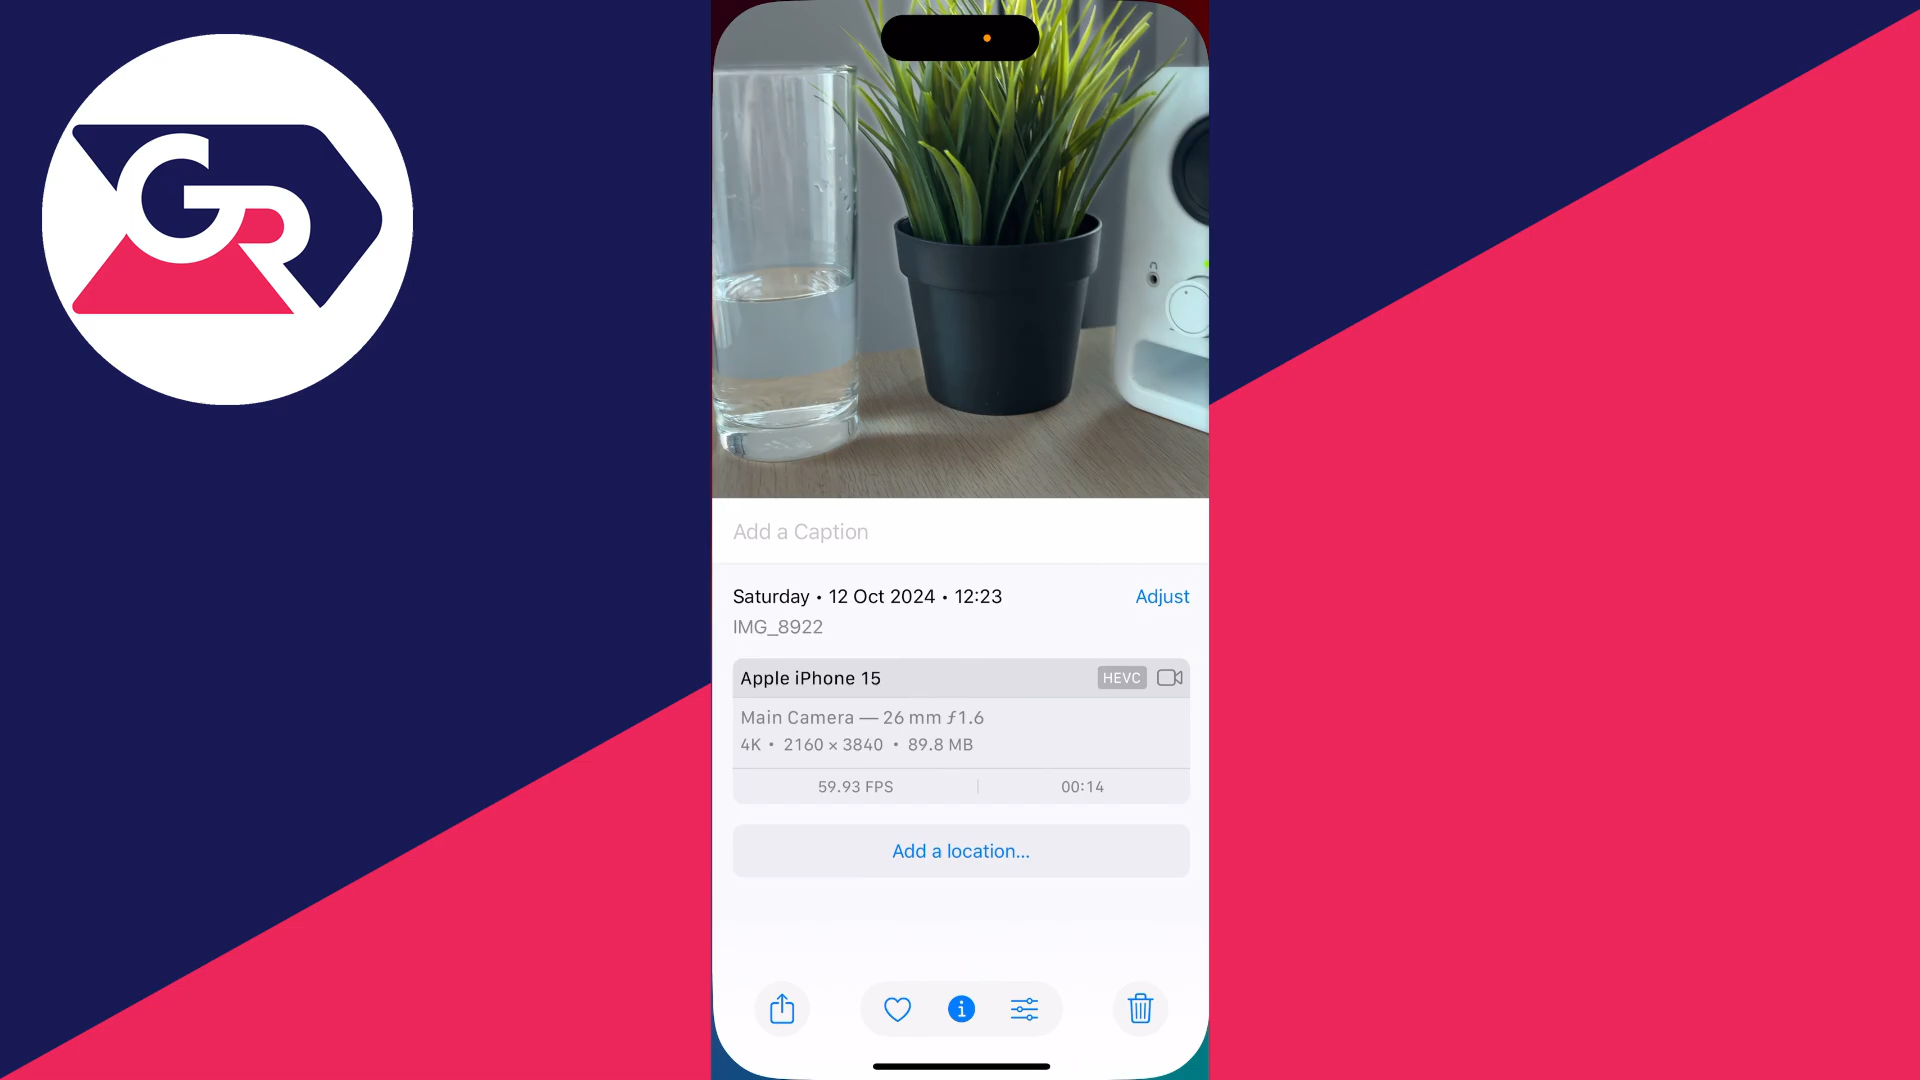 GR
Add a Caption
Saturday • 12 Oct 2024 • 12:23
Adjust
IMG_8922
Apple iPhone 15
HEVC
Main Camera — 26 mm ƒ1.6
4K • 2160 × 3840 • 89.8 MB
59.93 FPS
00:14
Add a location...